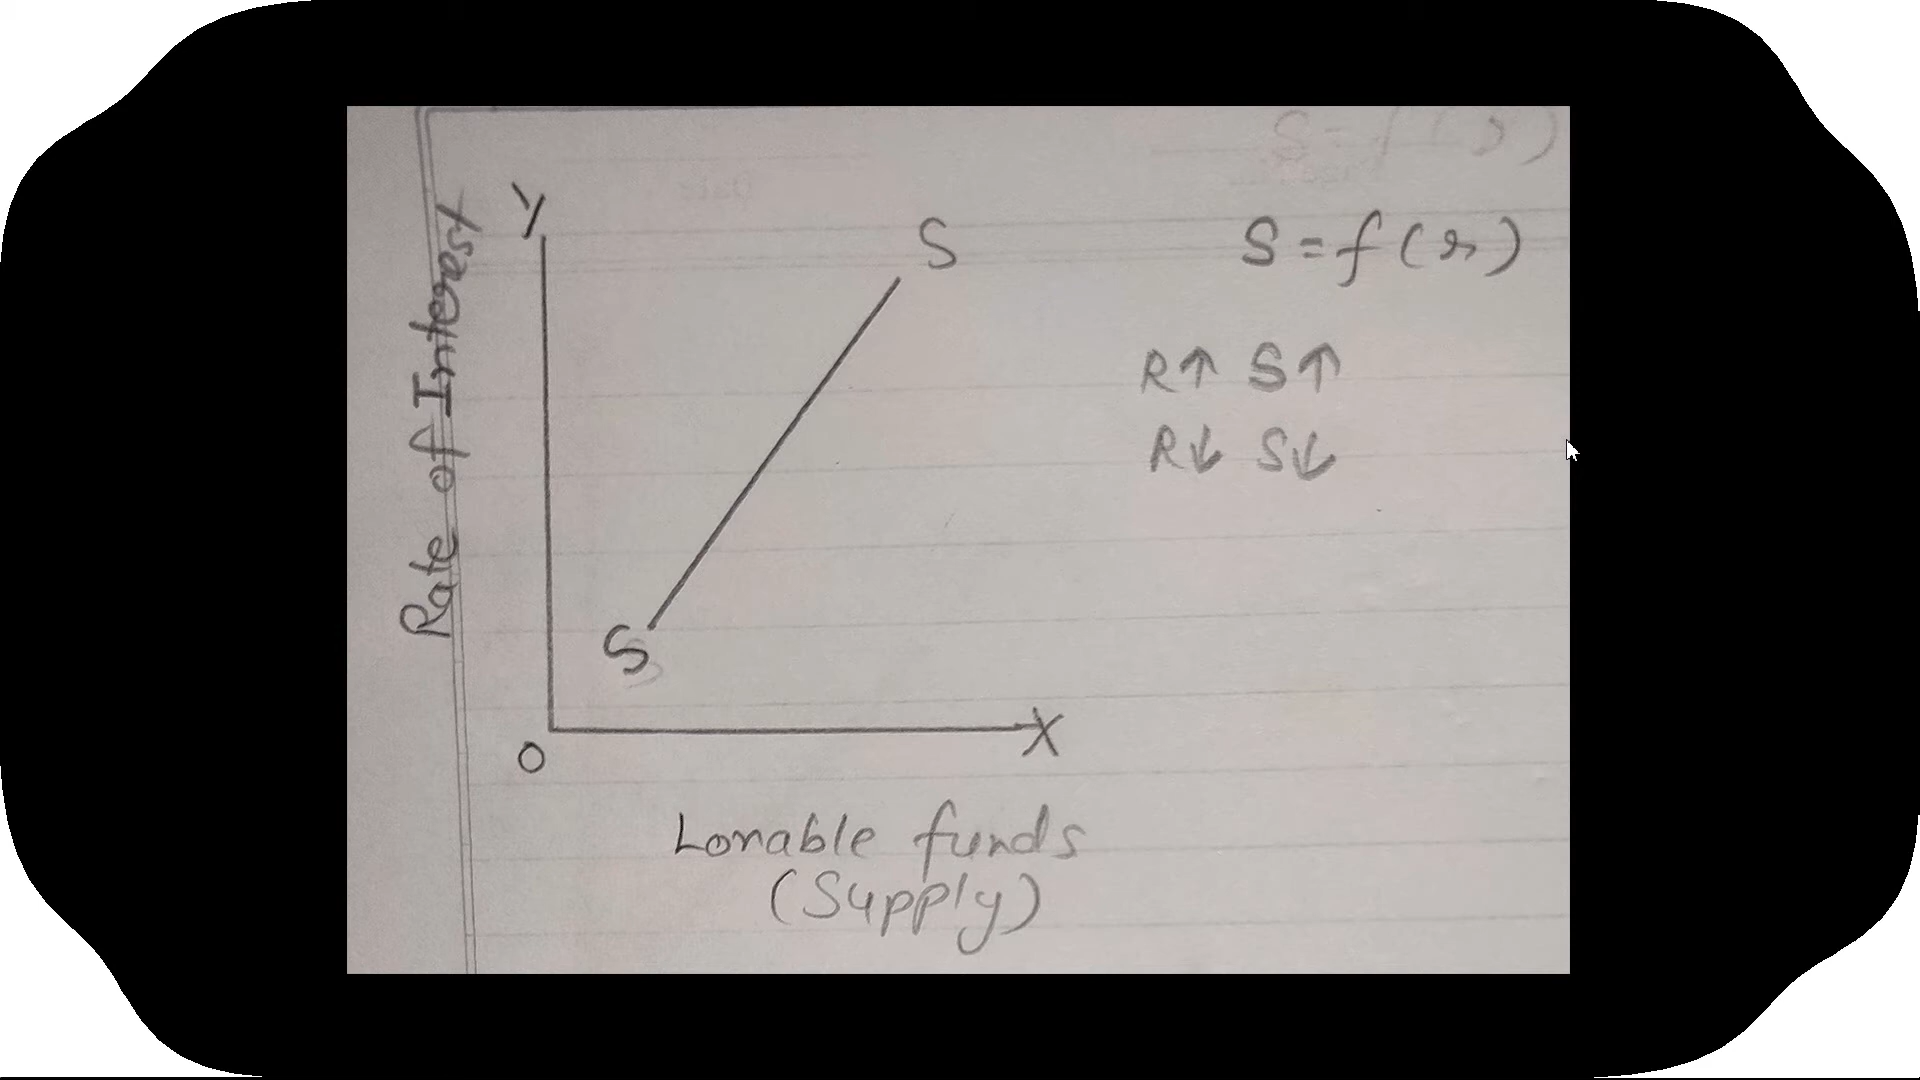 S = f(r)
Y
S
S = f(r)
Rate of Interest
R↑ S↑
R↓ S↓
S
X
O
Lonable funds
(Supply)